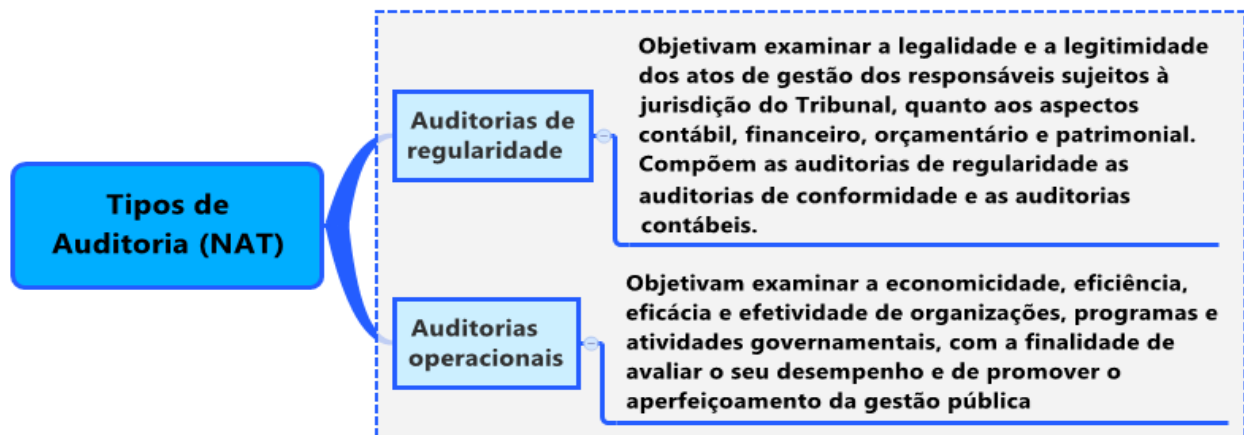 Tipos de
Auditoria (NAT)
Auditorias de
regularidade
Objetivam examinar a legalidade e a legitimidade
dos atos de gestão dos responsáveis sujeitos à
jurisdição do Tribunal, quanto aos aspectos
contábil, financeiro, orçamentário e patrimonial.
Compõem as auditorias de regularidade as
auditorias de conformidade e as auditorias
contábeis.
Auditorias
operacionais
Objetivam examinar a economicidade, eficiência,
eficácia e efetividade de organizações, programas e
atividades governamentais, com a finalidade de
avaliar o seu desempenho e de promover o
aperfeiçoamento da gestão pública